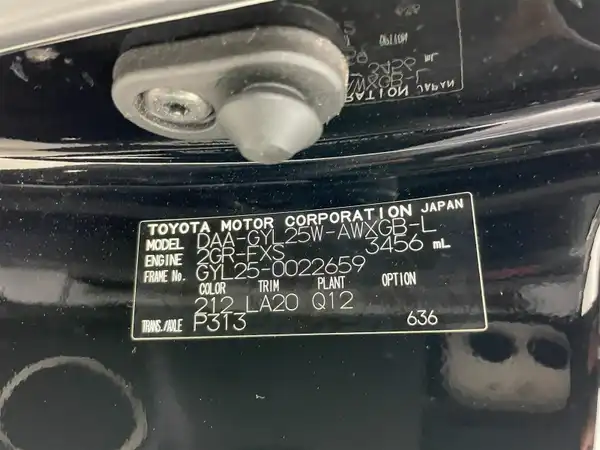 TOYOTA MOTOR CORPORATION JAPAN
MODEL DAA-GYL25W-AWXGB-L
ENGINE 2GR-FXS 3456 mL
FRAME No. GYL25-0022659
COLOR TRIM PLANT OPTION
212 LA20 Q12
TRANS./AXLE P313 636